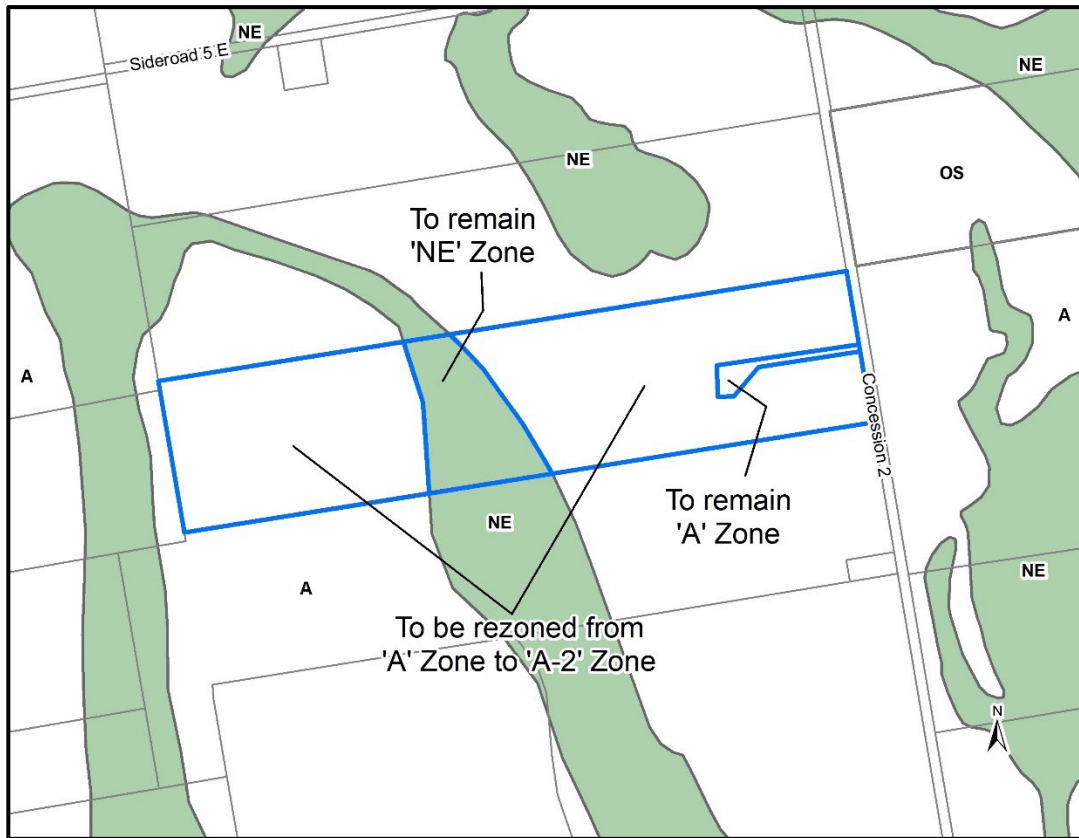 NE
Sideroad 5 E
NE
NE
OS
To remain
'NE' Zone
A
A
To remain
'A' Zone
Concession 2
NE
A
NE
To be rezoned from
'A' Zone to 'A-2' Zone
N